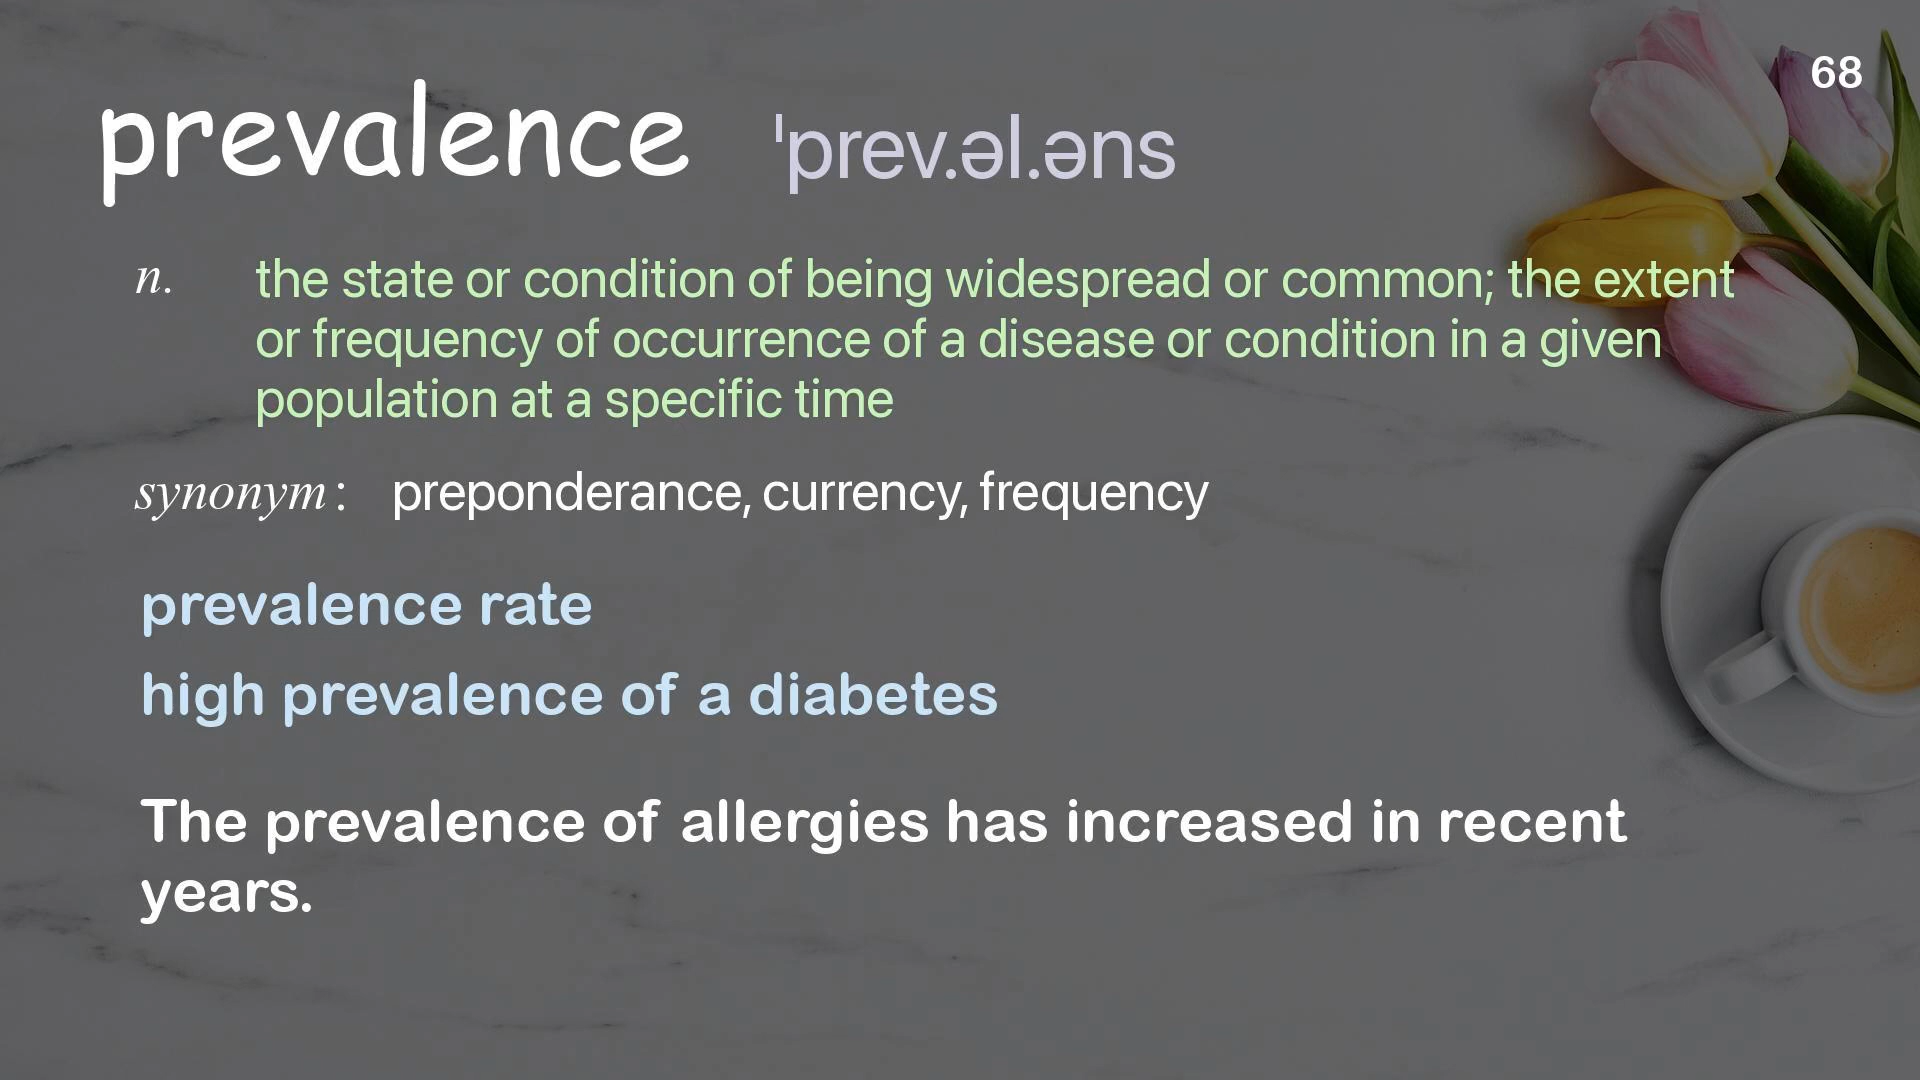 68
prevalence ˈprev.əl.əns
n. the state or condition of being widespread or common; the extent
or frequency of occurrence of a disease or condition in a given
population at a specific time
synonym : preponderance, currency, frequency
prevalence rate
high prevalence of a diabetes
The prevalence of allergies has increased in recent
years.